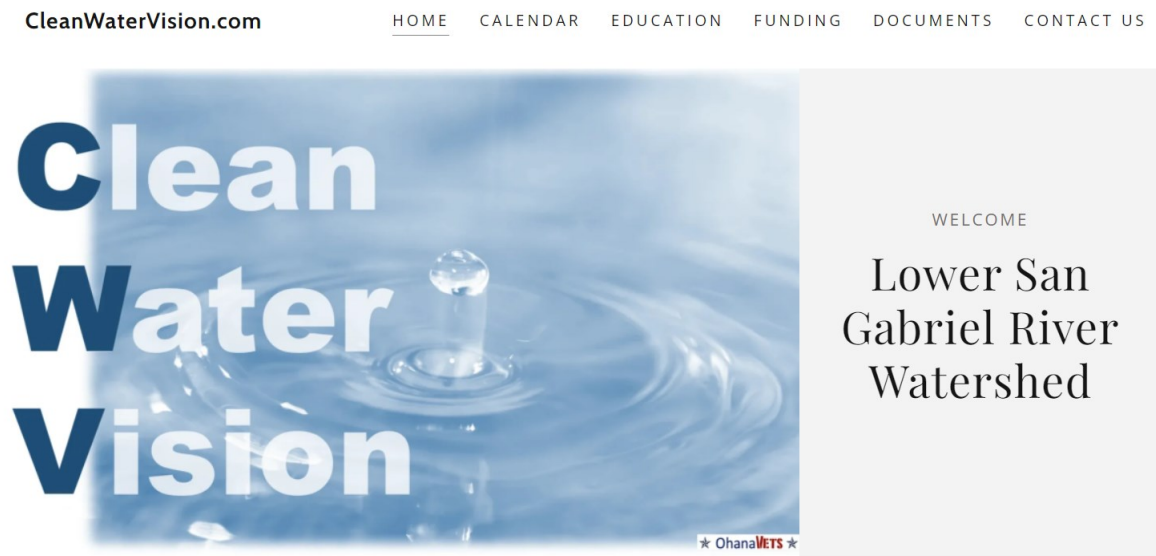 CleanWaterVision.com
HOME CALENDAR EDUCATION FUNDING DOCUMENTS CONTACT US
Clean
Water
Vision
OhanaVETS
WELCOME
Lower San
Gabriel River
Watershed